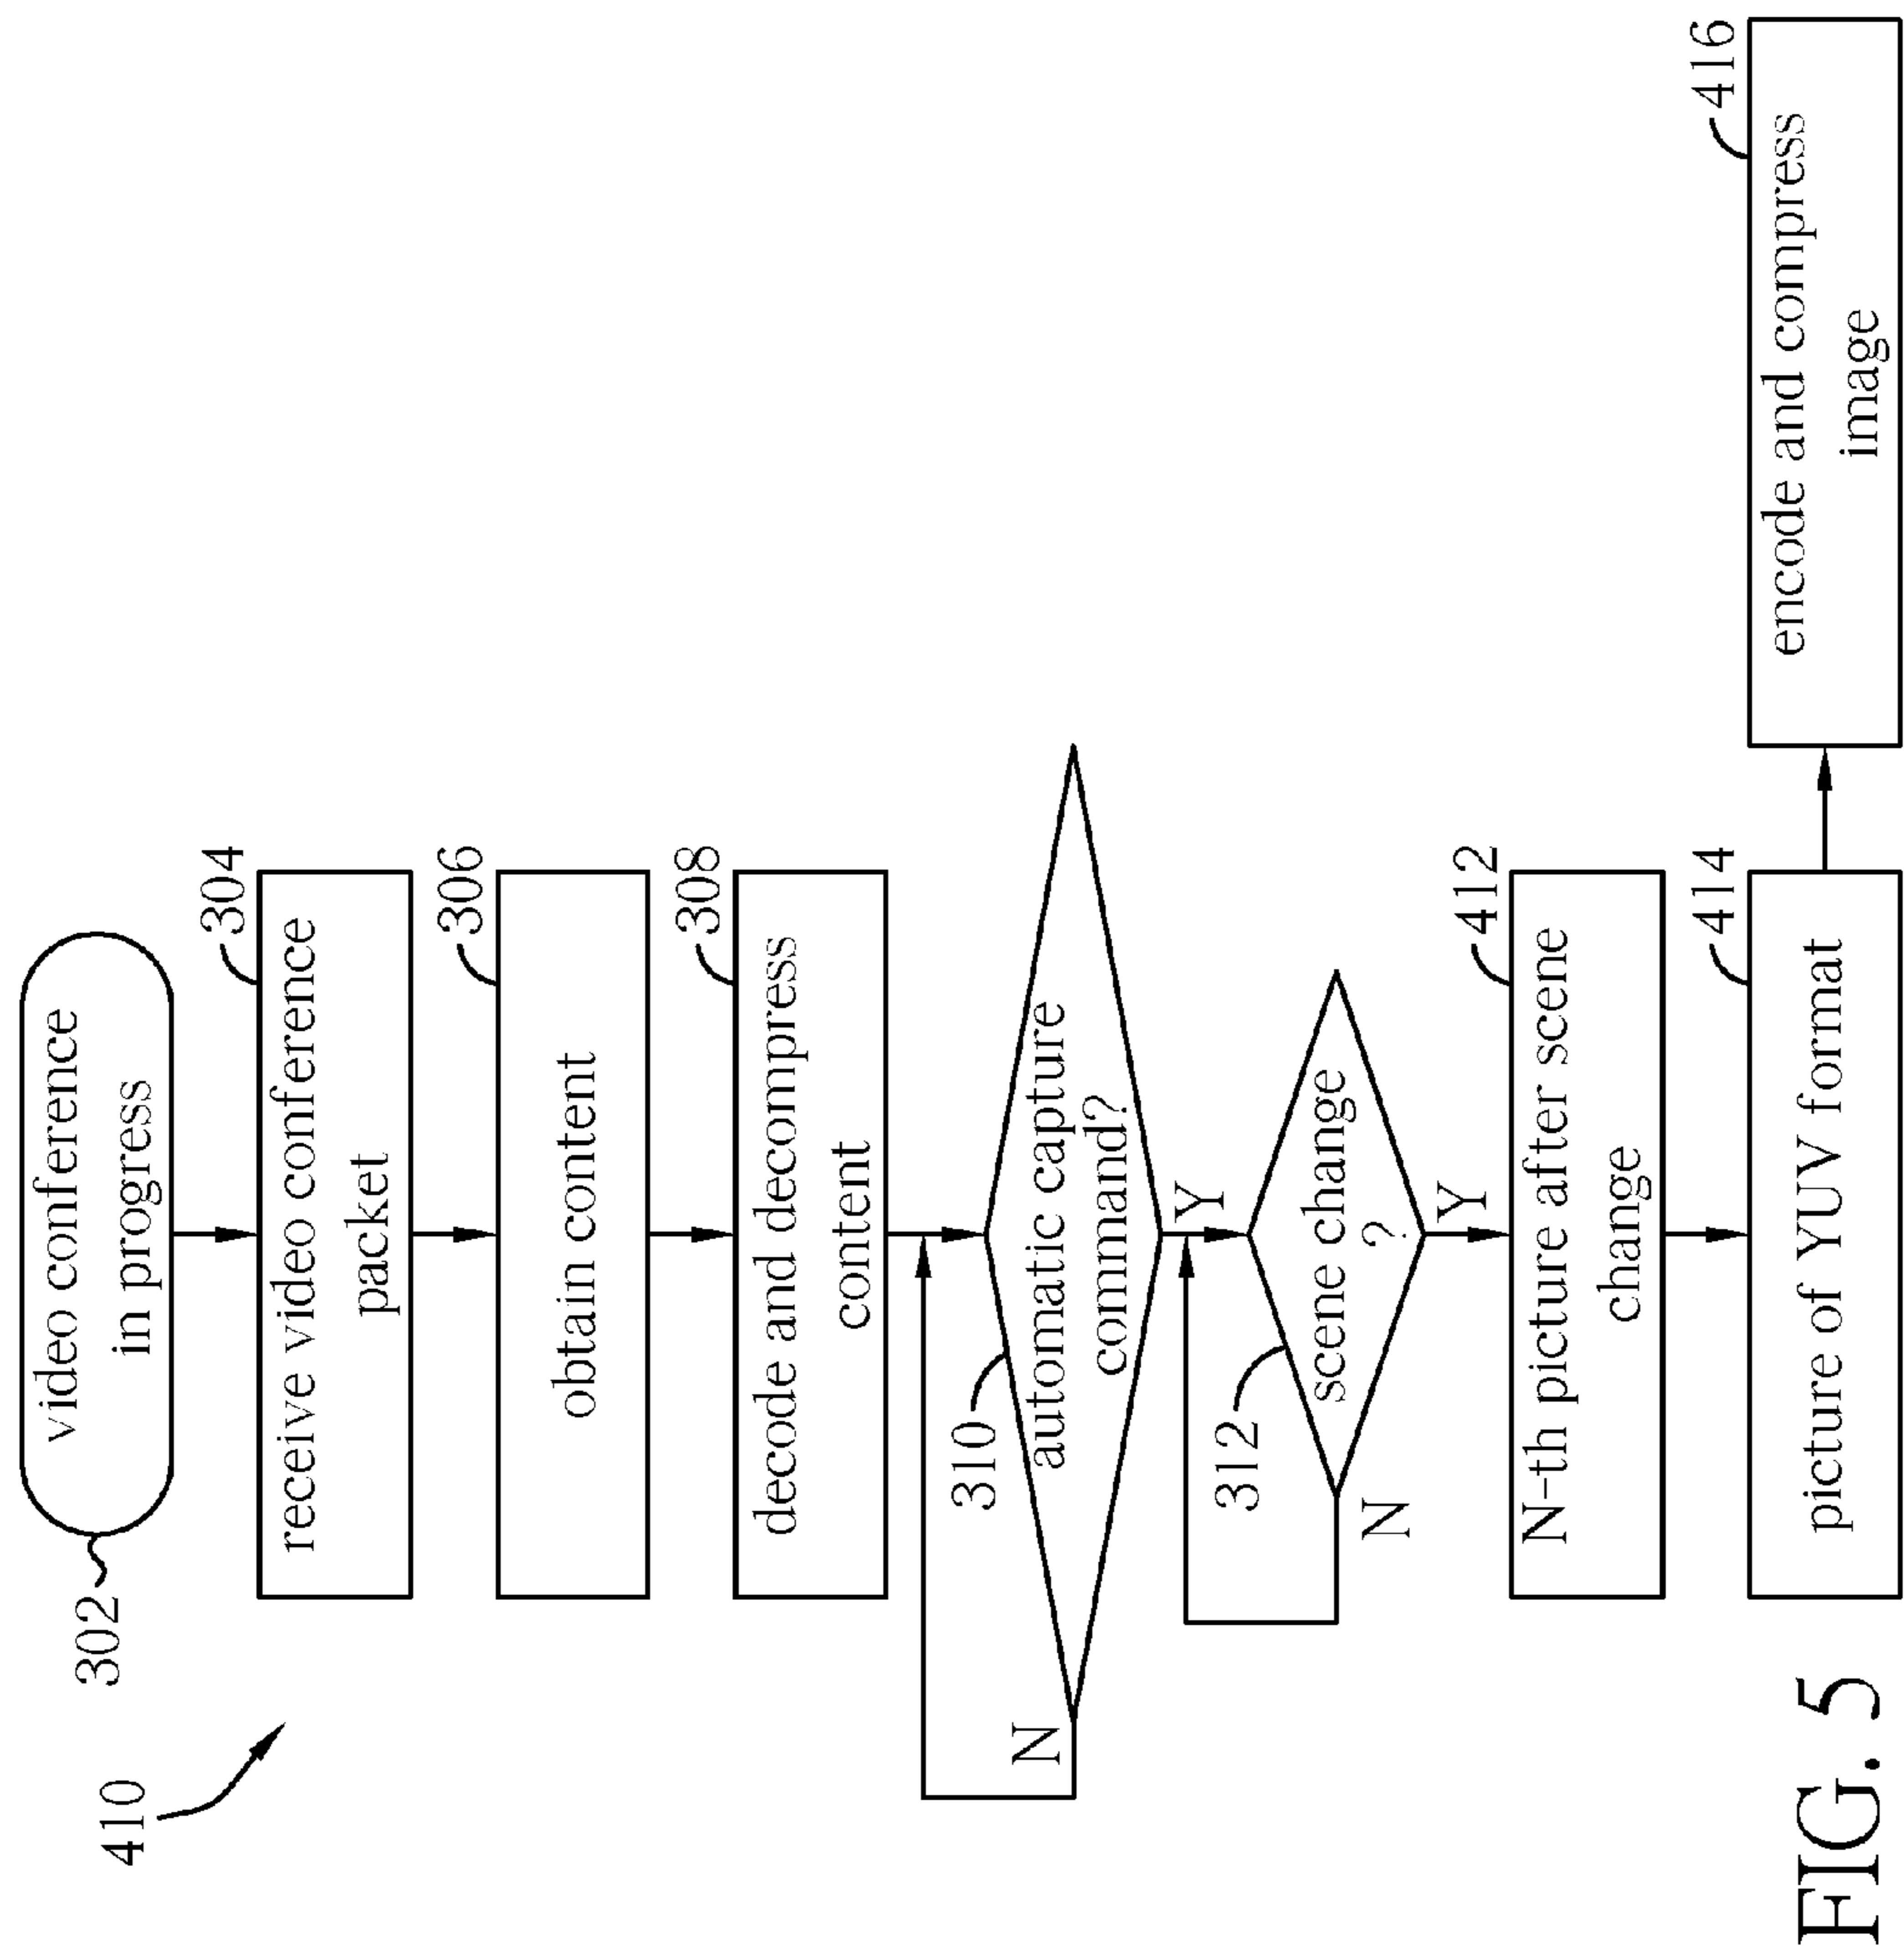 410
302
video conference
in progress
304
receive video conference
packet
306
obtain content
308
decode and decompress
content
310
automatic capture
command?
N
Y
312
scene change
?
N
Y
412
N-th picture after scene
change
414
picture of YUV format
416
encode and compress
image
FIG. 5